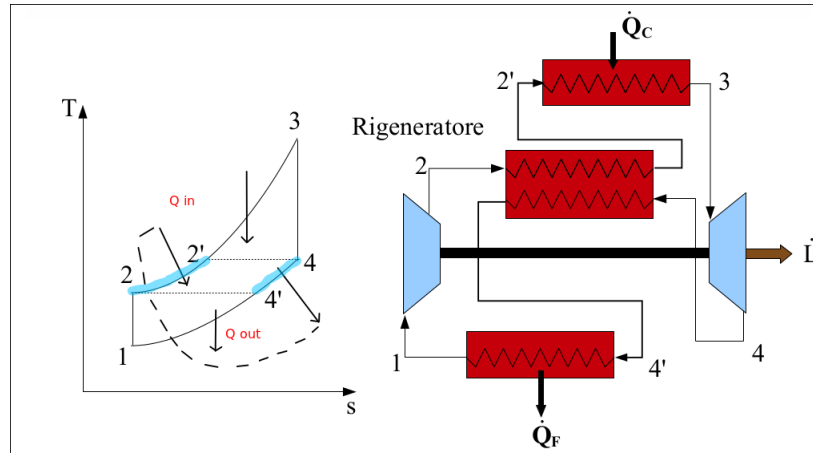 T
3
Q in
2
2'
4
4'
1
Q out
s
Q̇C
2'
3
Rigeneratore
2
L̇
1
4'
4
Q̇F